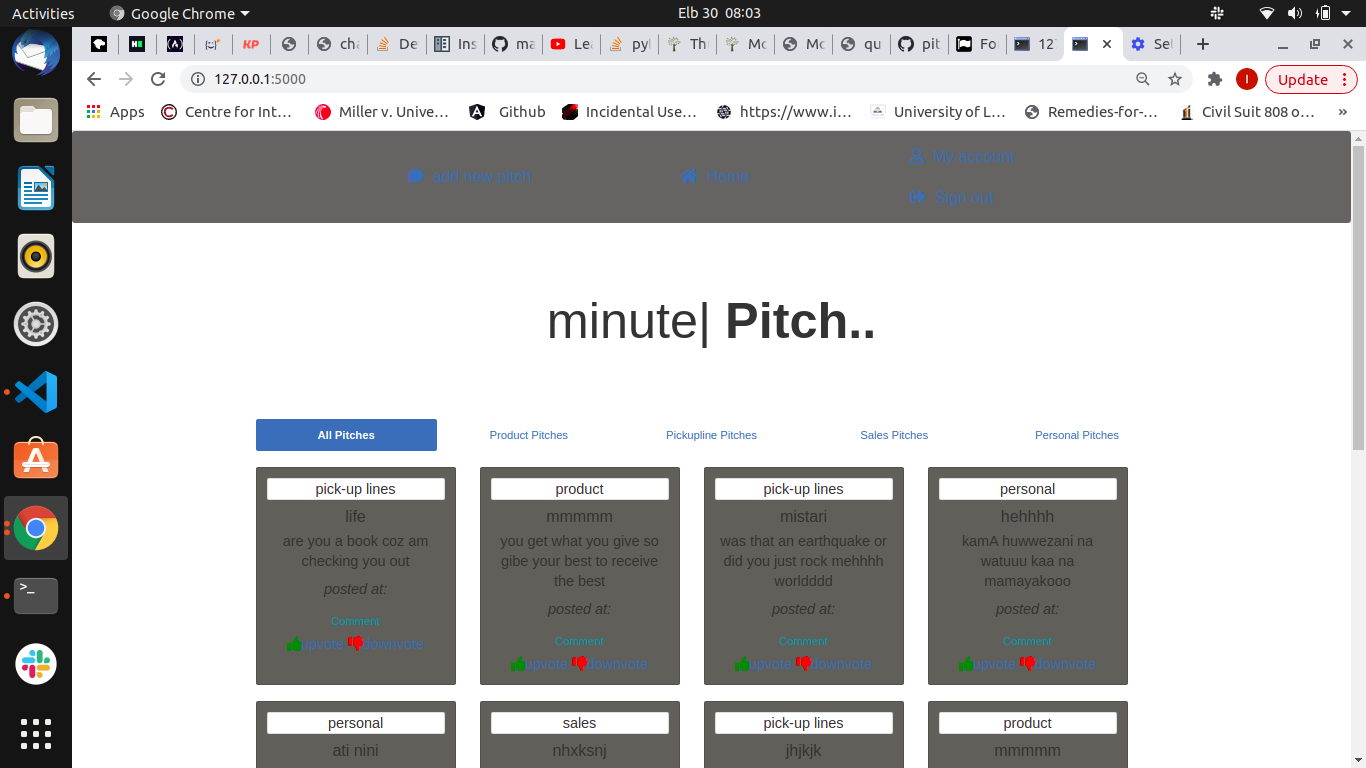 Activities Google Chrome Elb 30 08:03
cha De Ins ma Lea pyl Th Mo Mo qu pit Fo 12 Set
127.0.0.1:5000 Update
Apps Centre for Int… Miller v. Unive… Github Incidental Use… https://www.i… University of L… Remedies-for-… Civil Suit 808 o… »
add new pitch Home My account
Sign out
minute| Pitch..
All Pitches Product Pitches Pickupline Pitches Sales Pitches Personal Pitches
pick-up lines
life
are you a book coz am
checking you out
posted at:
Comment
upvote downvote
product
mmmmm
you get what you give so
gibe your best to receive
the best
posted at:
Comment
upvote downvote
pick-up lines
mistari
was that an earthquake or
did you just rock mehhhh
worldddd
posted at:
Comment
upvote downvote
personal
hehhhh
kamA huwwezani na
watuuu kaa na
mamayakooo
posted at:
Comment
upvote downvote
personal
ati nini
sales
nhxksnj
pick-up lines
jhjkjk
product
mmmmm